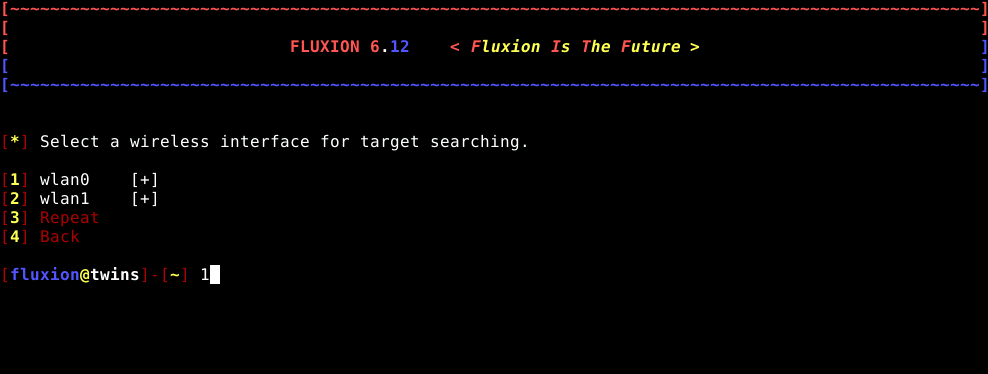 [~~~~~~~~~~~~~~~~~~~~~~~~~~~~~~~~~~~~~~~~~~~~~~~~~~~~~~~~~~~~~~~~~~~~~~~~~~~~~~~~~~~~~~~~~~~~~~~~~]
[ ]
[ FLUXION 6.12 < Fluxion Is The Future > ]
[ ]
[~~~~~~~~~~~~~~~~~~~~~~~~~~~~~~~~~~~~~~~~~~~~~~~~~~~~~~~~~~~~~~~~~~~~~~~~~~~~~~~~~~~~~~~~~~~~~~~~~]
[*] Select a wireless interface for target searching.
[1] wlan0 [+]
[2] wlan1 [+]
[3] Repeat
[4] Back
[fluxion@twins]-[~] 1